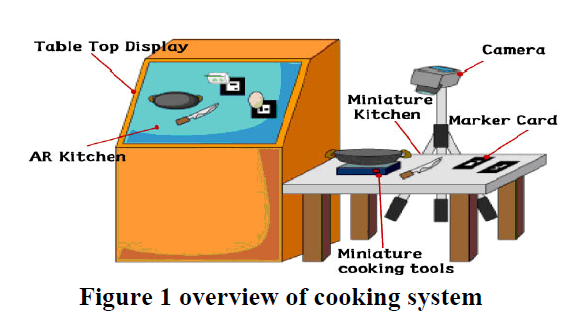 Table Top Display
Camera
Miniature
Kitchen
Marker Card
AR Kitchen
Miniature
cooking tools
Figure 1 overview of cooking system